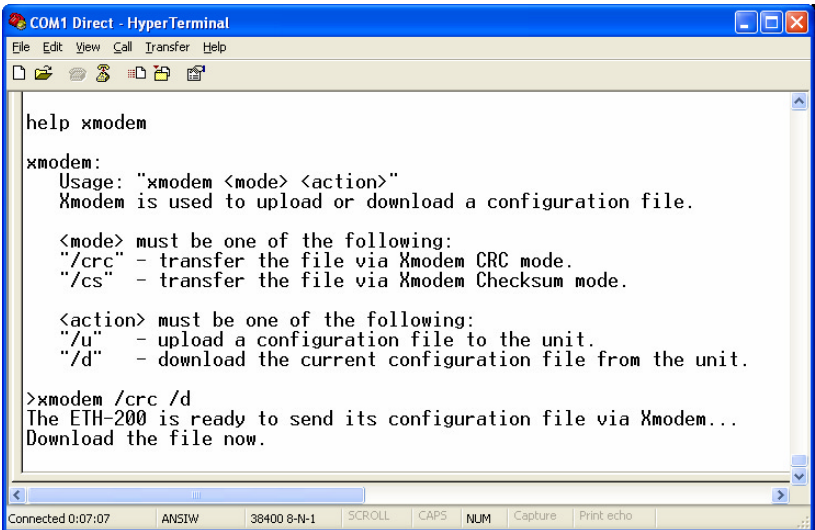 COM1 Direct - HyperTerminal
File Edit View Call Transfer Help
help xmodem
xmodem:
Usage: "xmodem <mode> <action>"
Xmodem is used to upload or download a configuration file.
<mode> must be one of the following:
"/crc" - transfer the file via Xmodem CRC mode.
"/cs" - transfer the file via Xmodem Checksum mode.
<action> must be one of the following:
"/u" - upload a configuration file to the unit.
"/d" - download the current configuration file from the unit.
>xmodem /crc /d
The ETH-200 is ready to send its configuration file via Xmodem...
Download the file now.
Connected 0:07:07 ANSIW 38400 8-N-1 SCROLL CAPS NUM Capture Print echo